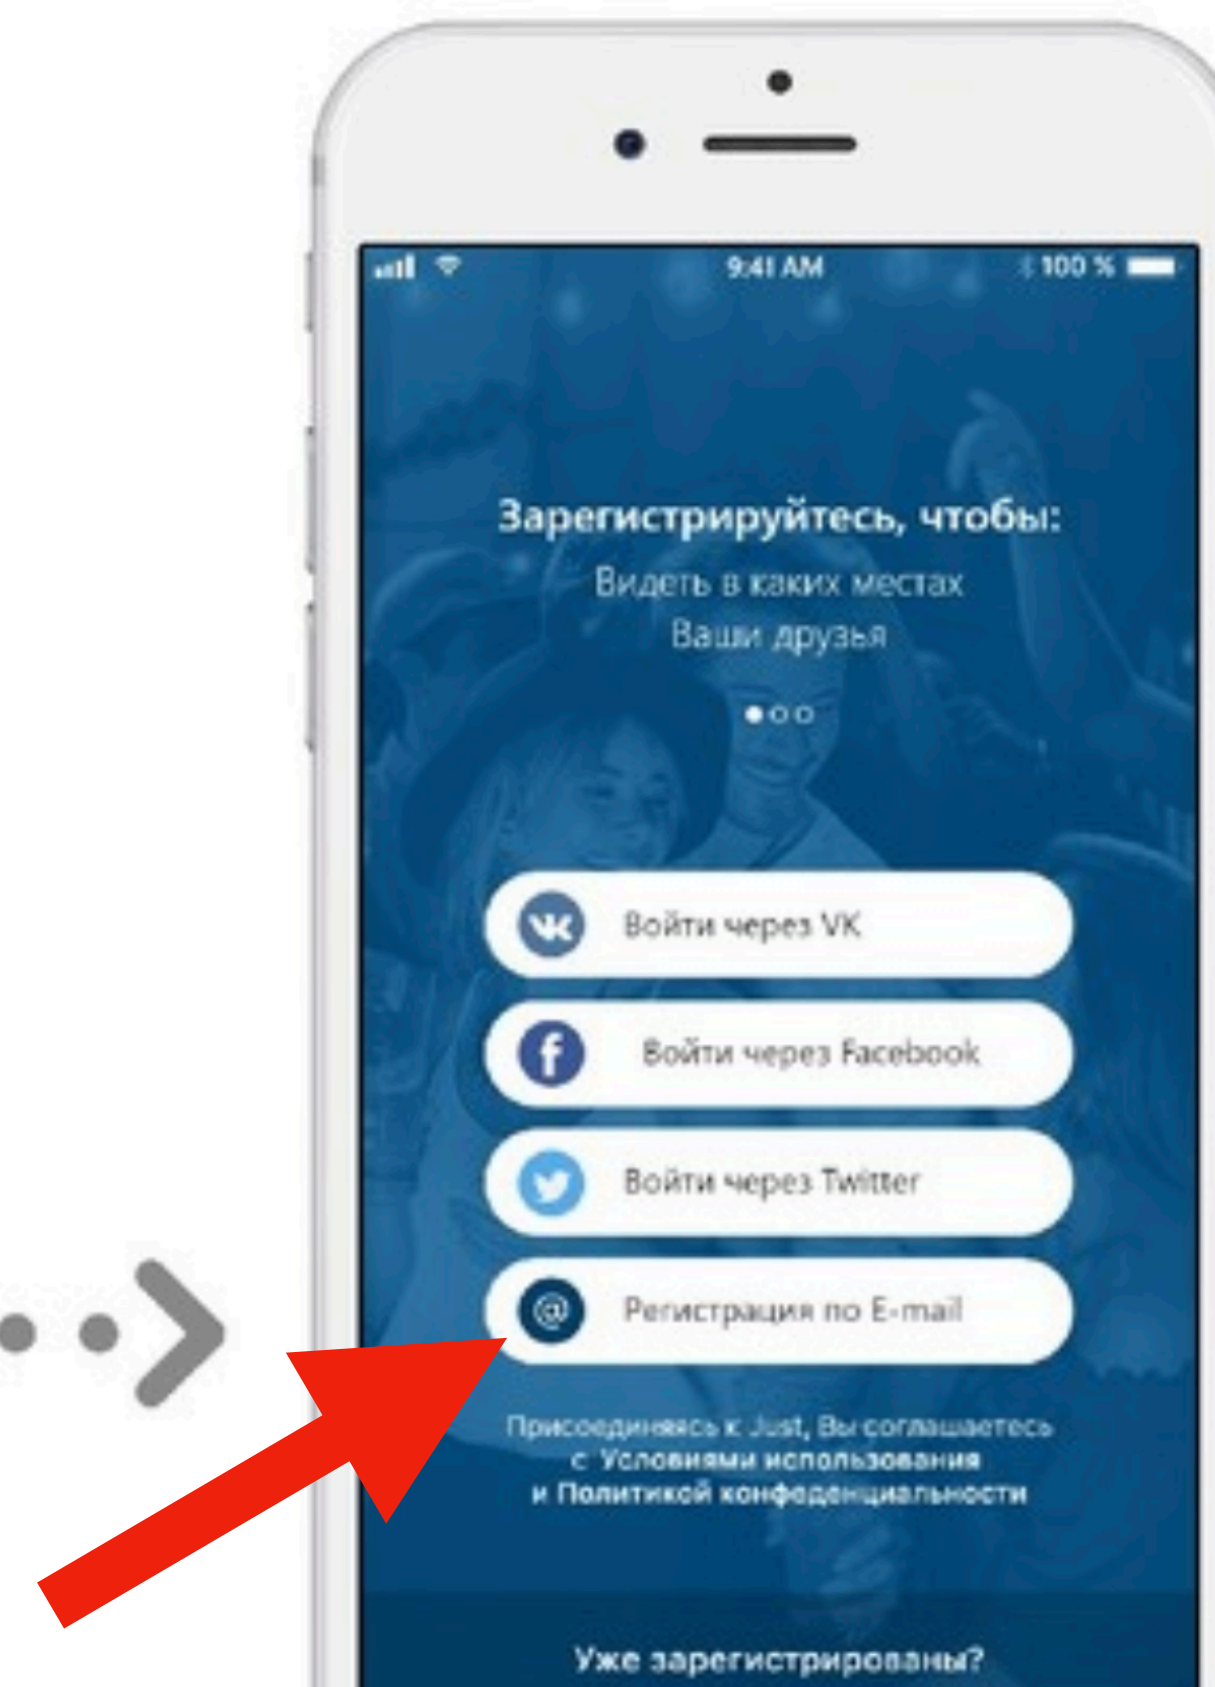 9:41 AM
100 %
Зарегистрируйтесь, чтобы:
Видеть в каких местах
Ваши друзья
Войти через VK
Войти через Facebook
Войти через Twitter
@ Регистрация по E-mail
Присоединяясь к Just, Вы соглашаетесь
с Условиями использования
и Политикой конфеденциальности
Уже зарегистрированы?